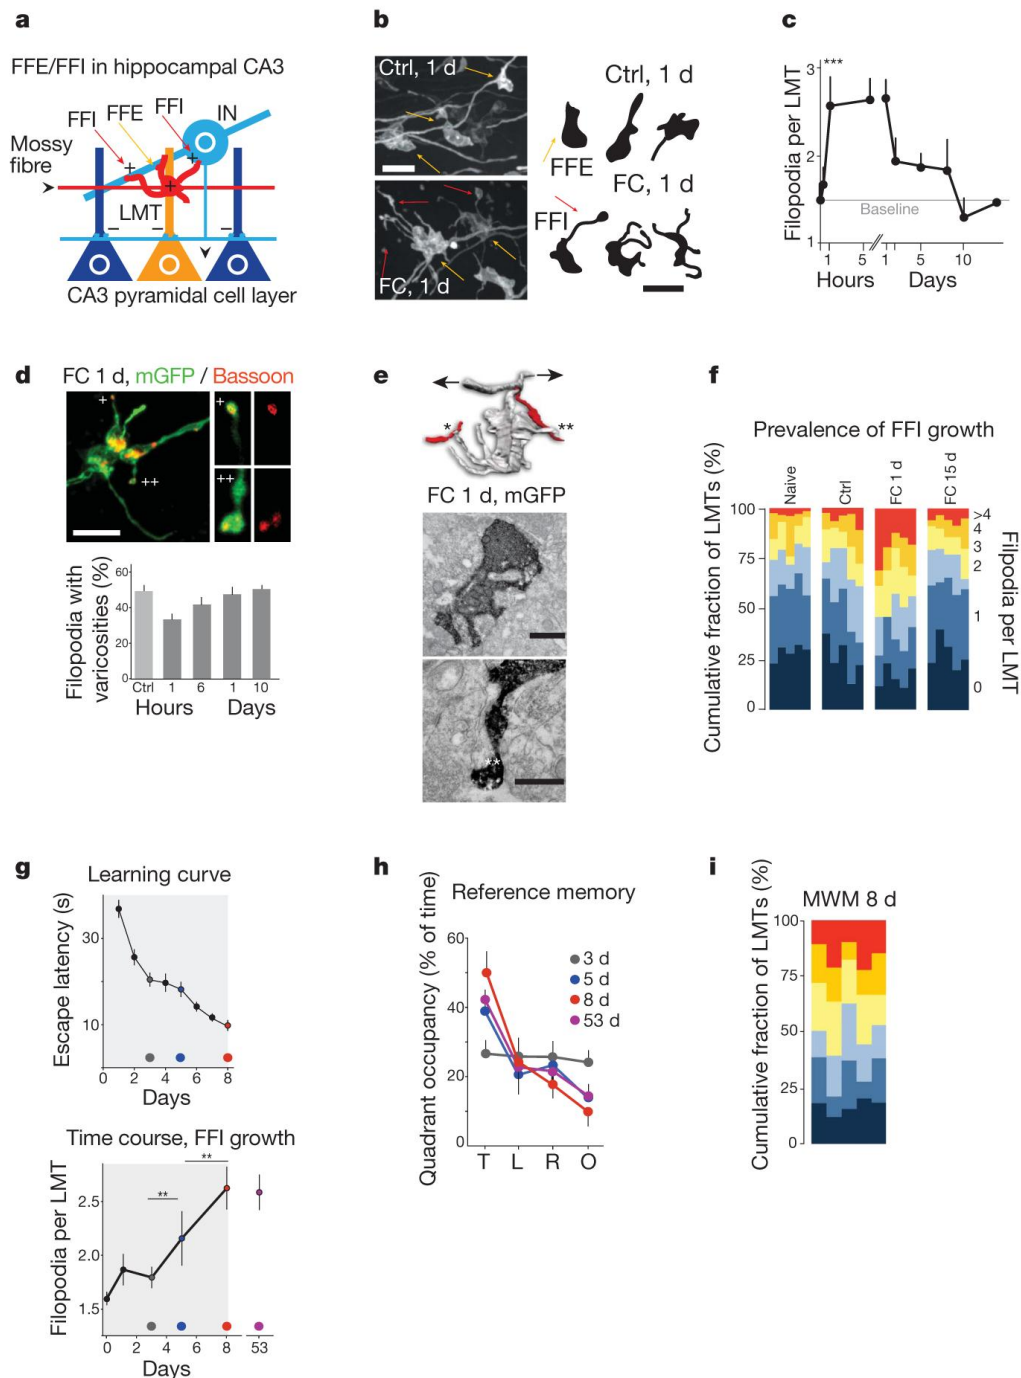 a
FFE/FFI in hippocampal CA3
FFI
FFE
FFI
IN
Mossy
fibre
+
+
+
LMT
–
–
–
CA3 pyramidal cell layer
b
Ctrl, 1 d
Ctrl, 1 d
FFE
FC, 1 d
FFI
FC, 1 d
c
Filopodia per LMT
3
2
1
***
Baseline
1
5
1
5
10
Hours
Days
d
FC 1 d, mGFP / Bassoon
+
++
+
++
Filopodia with
varicosities (%)
60
40
20
0
Ctrl
1
6
1
10
Hours
Days
e
*
**
FC 1 d, mGFP
**
f
Prevalence of FFI growth
Cumulative fraction of LMTs (%)
100
75
50
25
0
Naive
Ctrl
FC 1 d
FC 15 d
>4
4
3
2
1
0
Filpodia per LMT
g
Learning curve
Escape latency (s)
30
10
0
2
4
6
8
Days
Time course, FFI growth
Filopodia per LMT
2.5
2.0
1.5
**
**
0
2
4
6
8
53
Days
h
Reference memory
Quadrant occupancy (% of time)
60
40
20
0
3 d
5 d
8 d
53 d
T
L
R
O
i
MWM 8 d
Cumulative fraction of LMTs (%)
100
75
50
25
0